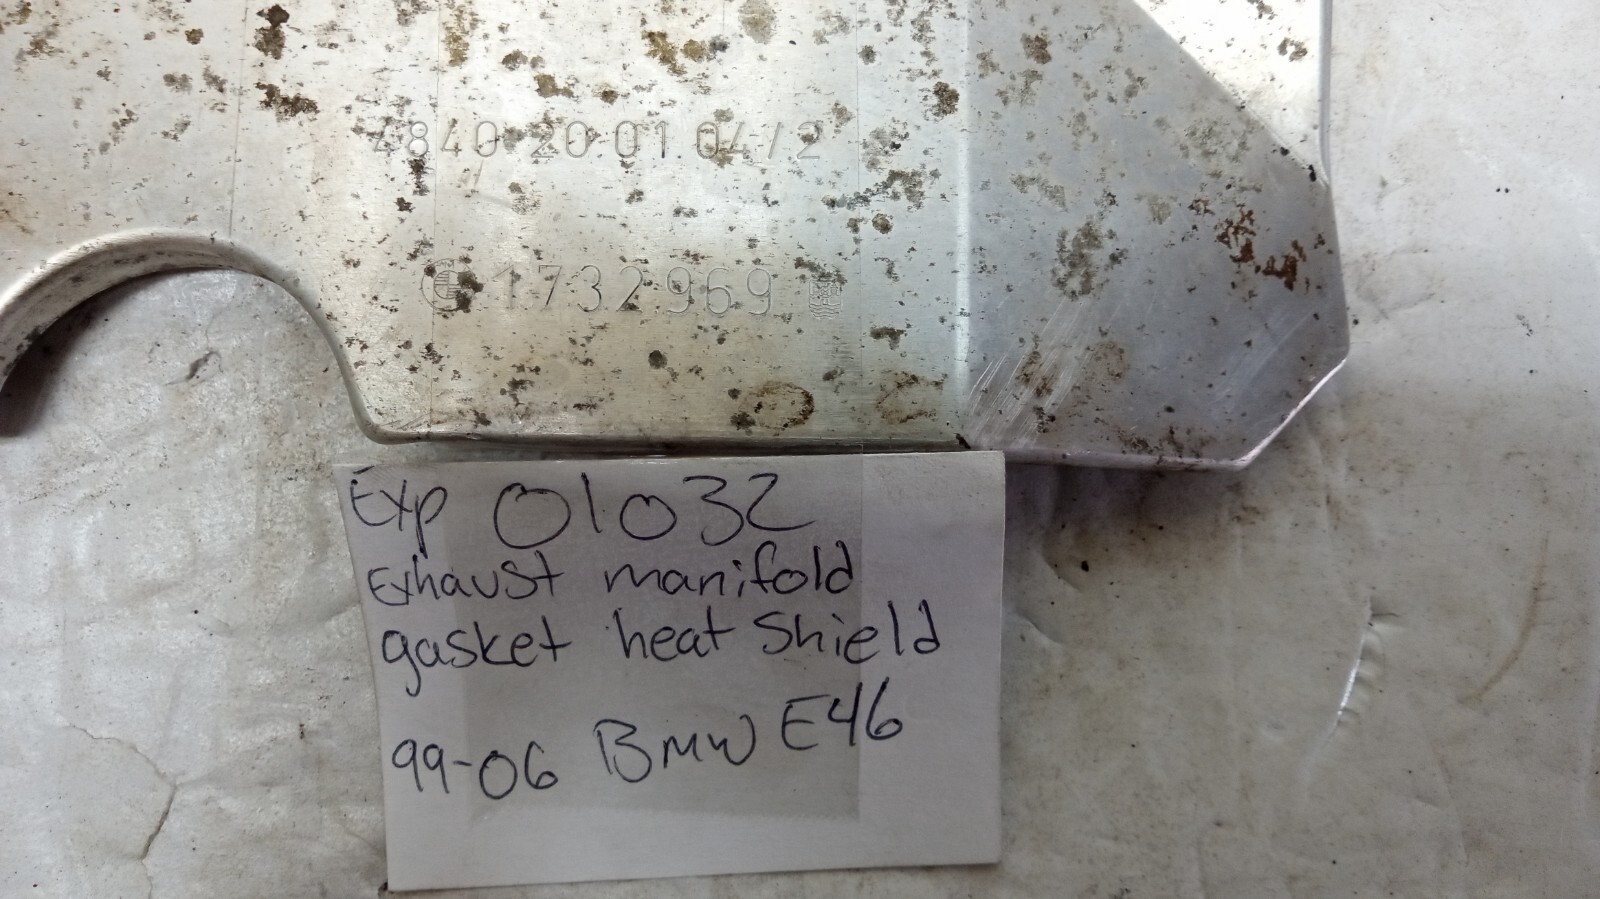 4840 20 01 04/2
1732969
Exp 01032
Exhaust manifold
gasket heat shield
99-06 BMW E46